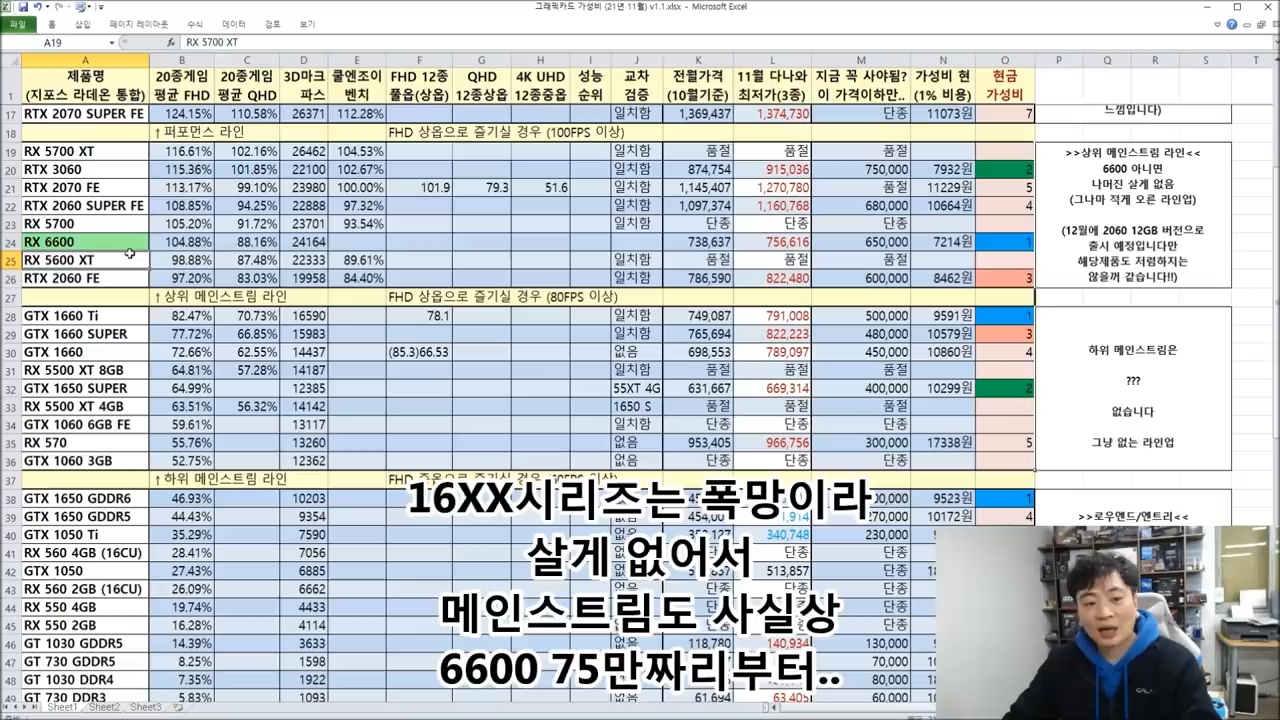 그래픽카드 가성비 (21년 11월) v1.1.xlsx - Microsoft Excel
파일 홈 삽입 페이지 레이아웃 수식 데이터 검토 보기
A19 fx RX 5700 XT
A B C D E F G H I J K L M N O P Q R S T
제품명 20종게임 20종게임 3D마크 쿨엔조이 FHD 12종 QHD 4K UHD 성능 교차 전월가격 11월 다나와 지금 꼭 사야됨? 가성비 현 현금
1 (지포스 라데온 통합) 평균 FHD 평균 QHD 파스 벤치 풀옵(상옵) 12종상옵 12종중옵 순위 검증 (10월기준) 최저가(3종) 이 가격이하만.. (1% 비용) 가성비
17 RTX 2070 SUPER FE 124.15% 110.58% 26371 112.28% 일치함 1,369,437 1,374,730 단종 11073원 7 느낌입니다)
18 ↑ 퍼포먼스 라인 FHD 상옵으로 즐기실 경우 (100FPS 이상)
19 RX 5700 XT 116.61% 102.16% 26462 104.53% 일치함 품절 품절 품절 >>상위 메인스트림 라인<<
20 RTX 3060 115.36% 101.85% 22100 102.67% 일치함 874,754 915,036 750,000 7932원 2 6600 아니면
21 RTX 2070 FE 113.17% 99.10% 23980 100.00% 101.9 79.3 51.6 일치함 1,145,407 1,270,780 품절 11229원 5 나머진 살게 없음
22 RTX 2060 SUPER FE 108.85% 94.25% 22888 97.32% 일치함 1,097,374 1,160,768 680,000 10664원 4 (그나마 적게 오른 라인업)
23 RX 5700 105.20% 91.72% 23701 93.54% 일치함 단종 단종 단종
24 RX 6600 104.88% 88.16% 24164 738,637 756,616 650,000 7214원 1 (12월에 2060 12GB 버전으로
출시 예정입니다만
25 RX 5600 XT 98.88% 87.48% 22333 89.61% 일치함 품절 품절 품절 해당제품도 저렴하지는
26 RTX 2060 FE 97.20% 83.03% 19958 84.40% 일치함 786,590 822,480 600,000 8462원 3 않을꺼 같습니다!!)
27 ↑ 상위 메인스트림 라인 FHD 상옵으로 즐기실 경우 (80FPS 이상)
28 GTX 1660 Ti 82.47% 70.73% 16590 78.1 일치함 749,087 791,008 500,000 9591원 1
29 GTX 1660 SUPER 77.72% 66.85% 15983 일치함 765,694 822,223 480,000 10579원 3
30 GTX 1660 72.66% 62.55% 14437 (85.3)66.53 없음 698,553 789,097 450,000 10860원 4 하위 메인스트림은
31 RX 5500 XT 8GB 64.81% 57.28% 14187 일치함 품절 품절 품절
32 GTX 1650 SUPER 64.99% 12385 55XT 4G 631,667 669,314 400,000 10299원 2 ???
33 RX 5500 XT 4GB 63.51% 56.32% 14142 1650 S 품절 품절 품절 없습니다
34 GTX 1060 6GB FE 59.61% 13117 일치함 단종 단종 단종
35 RX 570 55.76% 13260 없음 953,405 966,756 300,000 17338원 5 그냥 없는 라인업
36 GTX 1060 3GB 52.75% 12362 없음 단종 단종 단종
37 ↑ 하위 메인스트림 라인
38 GTX 1650 GDDR6 46.93% 10203 9523원 1
39 GTX 1650 GDDR5 44.43% 9354 10172원 4 >>로우엔드/엔트리<<
40 GTX 1050 Ti 35.29% 7590 340,748 230,000
41 RX 560 4GB (16CU) 28.41% 7056 단종 단종
42 GTX 1050 27.43% 6885 513,857 단종
43 RX 560 2GB (16CU) 26.09% 6662 단종
44 RX 550 4GB 19.74% 4433
45 RX 550 2GB 16.28% 4114 단종
46 GT 1030 GDDR5 14.39% 3633 없음 118,780 140,934 130,000
47 GT 730 GDDR5 8.25% 1598 70,000
48 GT 1030 DDR4 7.35% 1922 80,000
49 GT 730 DDR3 5.83% 1093 없음 61,694 63,405 60,000
16XX시리즈는 폭망이라
살게 없어서
메인스트림도 사실상
6600 75만짜리부터..
Sheet1 Sheet2 Sheet3